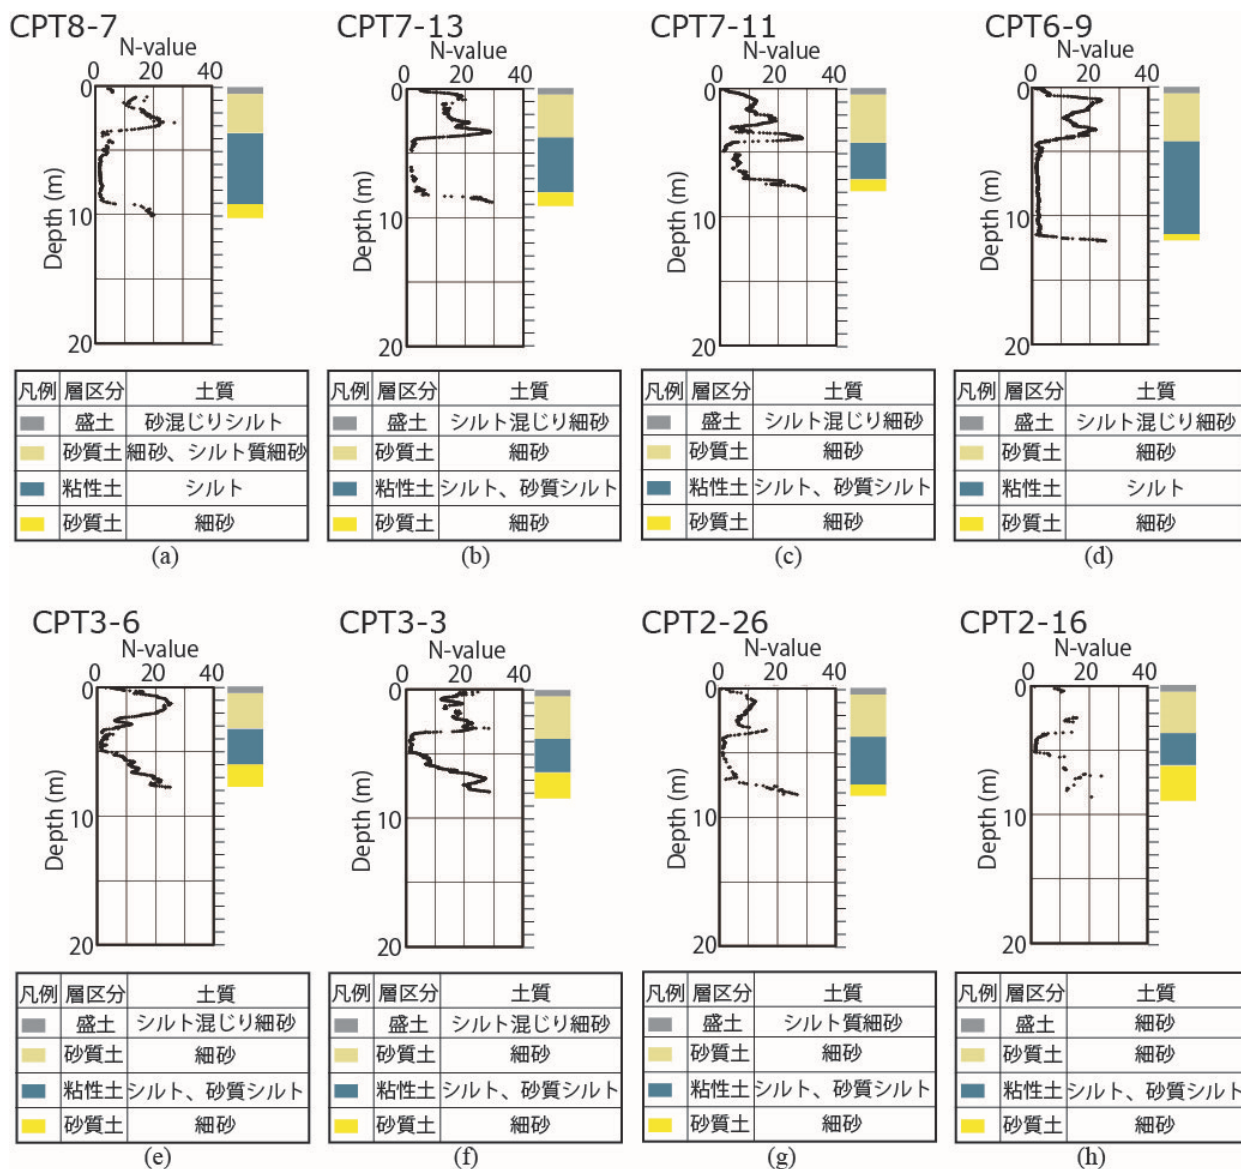 CPT8-7 CPT7-13 CPT7-11 CPT6-9
N-value N-value N-value N-value
0 20 40 0 20 40 0 20 40 0 20 40
0 0 0 0
Depth (m) Depth (m) Depth (m) Depth (m)
10 10 10 10
20 20 20 20
凡例 層区分 土質 凡例 層区分 土質 凡例 層区分 土質 凡例 層区分 土質
盛土 砂混じりシルト 盛土 シルト混じり細砂 盛土 シルト混じり細砂 盛土 シルト混じり細砂
砂質土 細砂、シルト質細砂 砂質土 細砂 砂質土 細砂 砂質土 細砂
粘性土 シルト 粘性土 シルト、砂質シルト 粘性土 シルト、砂質シルト 粘性土 シルト
砂質土 細砂 砂質土 細砂 砂質土 細砂 砂質土 細砂
(a) (b) (c) (d)
CPT3-6 CPT3-3 CPT2-26 CPT2-16
N-value N-value N-value N-value
0 20 40 0 20 40 0 20 40 0 20 40
0 0 0 0
Depth (m) Depth (m) Depth (m) Depth (m)
10 10 10 10
20 20 20 20
凡例 層区分 土質 凡例 層区分 土質 凡例 層区分 土質 凡例 層区分 土質
盛土 シルト混じり細砂 盛土 シルト混じり細砂 盛土 シルト質細砂 盛土 細砂
砂質土 細砂 砂質土 細砂 砂質土 細砂 砂質土 細砂
粘性土 シルト、砂質シルト 粘性土 シルト、砂質シルト 粘性土 シルト、砂質シルト 粘性土 シルト、砂質シルト
砂質土 細砂 砂質土 細砂 砂質土 細砂 砂質土 細砂
(e) (f) (g) (h)